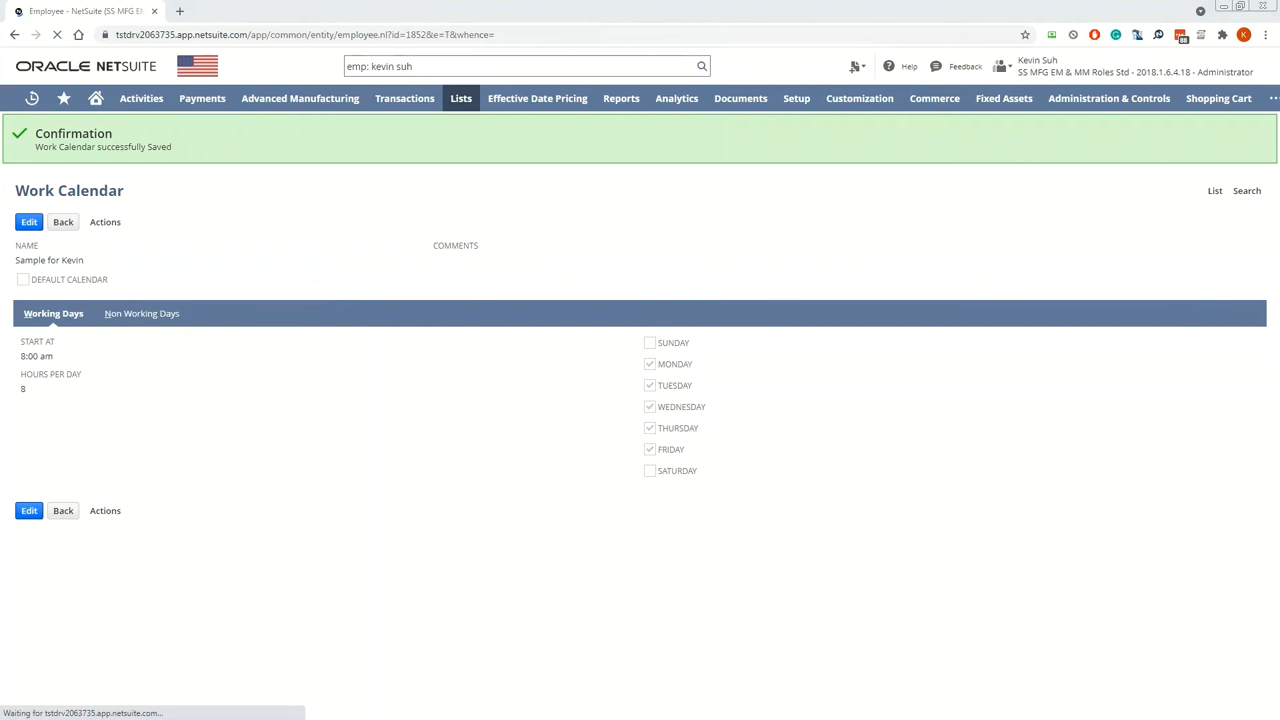 Employee - NetSuite (SS MFG E
tstdrv2063735.app.netsuite.com/app/common/entity/employee.nl?id=1852&e=T&whence=
88
K
ORACLE NETSUITE
emp: kevin suh
Help
Feedback
Kevin Suh
SS MFG EM & MM Roles Std - 2018.1.6.4.18 - Administrator
Activities Payments Advanced Manufacturing Transactions Lists Effective Date Pricing Reports Analytics Documents Setup Customization Commerce Fixed Assets Administration & Controls Shopping Cart
Confirmation
Work Calendar successfully Saved
Work Calendar
List Search
Edit Back Actions
NAME
Sample for Kevin
COMMENTS
DEFAULT CALENDAR
Working Days Non Working Days
START AT
8:00 am
HOURS PER DAY
8
SUNDAY
MONDAY
TUESDAY
WEDNESDAY
THURSDAY
FRIDAY
SATURDAY
Edit Back Actions
Waiting for tstdrv2063735.app.netsuite.com...